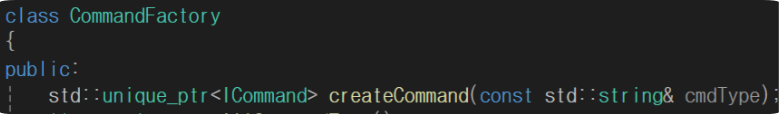 class CommandFactory
{
public:
std::unique_ptr<ICommand> createCommand(const std::string& cmdType);